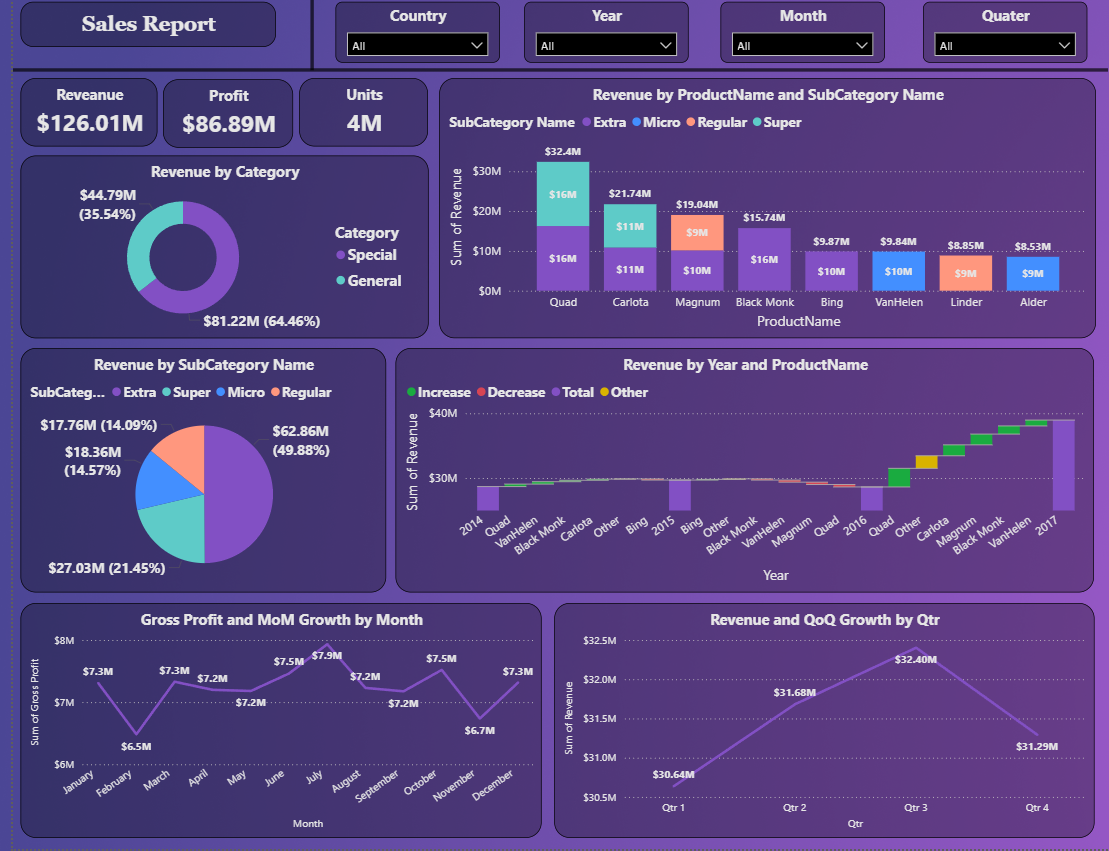 Sales Report
Country
All
Year
All
Month
All
Quater
All
Reveanue
$126.01M
Profit
$86.89M
Units
4M
Revenue by Category
$44.79M
(35.54%)
$81.22M (64.46%)
Category
Special
General
Revenue by ProductName and SubCategory Name
SubCategory Name Extra Micro Regular Super
Sum of Revenue
$30M
$20M
$10M
$0M
$32.4M
$16M
$16M
$21.74M
$11M
$11M
$19.04M
$9M
$10M
$15.74M
$16M
$9.87M
$10M
$9.84M
$10M
$8.85M
$9M
$8.53M
$9M
Quad Carlota Magnum Black Monk Bing VanHelen Linder Alder
ProductName
Revenue by SubCategory Name
SubCateg... Extra Super Micro Regular
$17.76M (14.09%)
$18.36M
(14.57%)
$27.03M (21.45%)
$62.86M
(49.88%)
Revenue by Year and ProductName
Increase Decrease Total Other
Sum of Revenue
$40M
$30M
2014 Quad VanHelen Black Monk Carlota Other Bing 2015 Bing Other Black Monk VanHelen Magnum Quad 2016 Quad Other Carlota Magnum Black Monk VanHelen 2017
Year
Gross Profit and MoM Growth by Month
Sum of Gross Profit
$8M
$7M
$6M
$7.3M
$6.5M
$7.3M
$7.2M
$7.2M
$7.5M
$7.9M
$7.2M
$7.2M
$7.5M
$6.7M
$7.3M
January February March April May June July August September October November December
Month
Revenue and QoQ Growth by Qtr
Sum of Revenue
$32.5M
$32.0M
$31.5M
$31.0M
$30.5M
$30.64M
$31.68M
$32.40M
$31.29M
Qtr 1 Qtr 2 Qtr 3 Qtr 4
Qtr